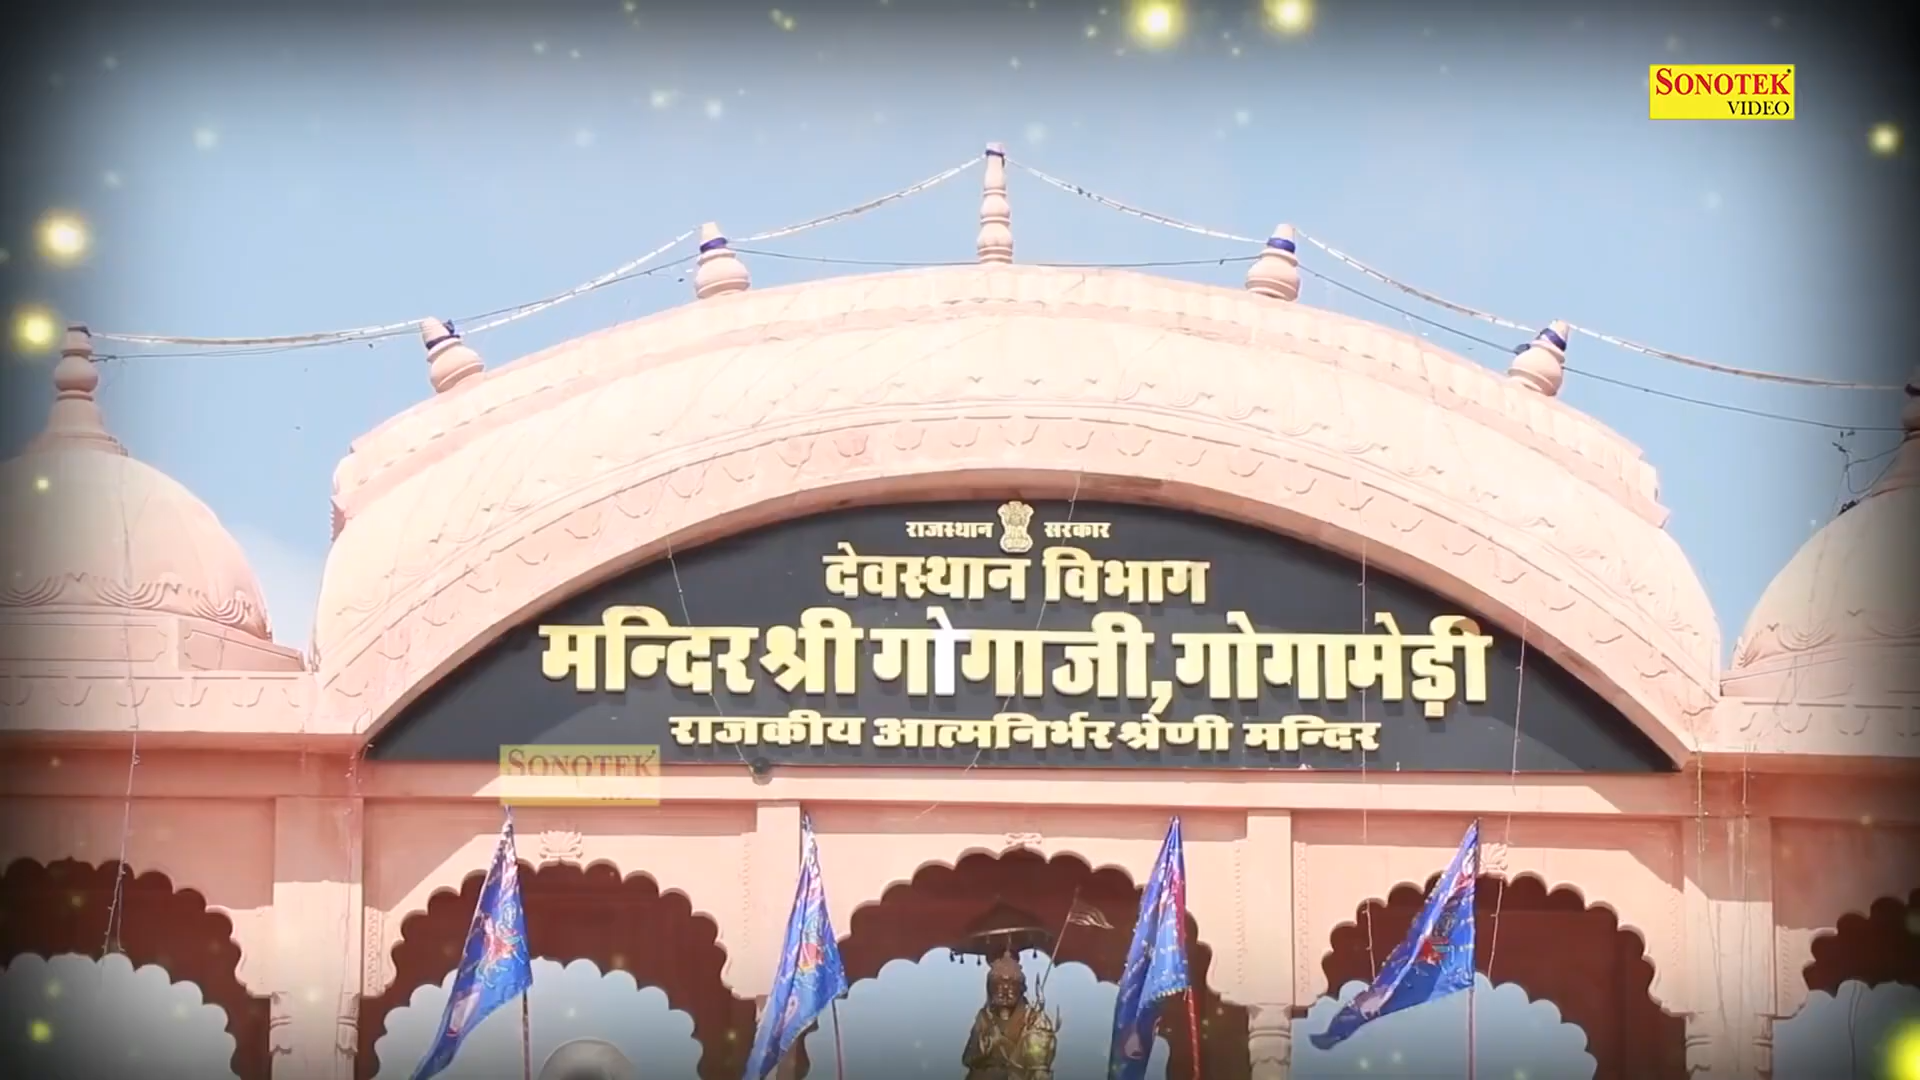 SONOTEK
VIDEO
राजस्थान सरकार
देवस्थान विभाग
मन्दिर श्री गोगाजी, गोगामेड़ी
राजकीय आत्मनिर्भर श्रेणी मन्दिर
SONOTEK